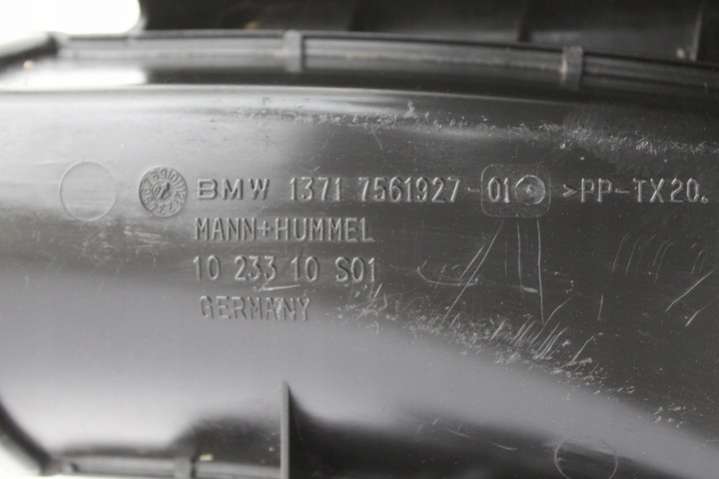 BMW 1371 7561927-01 >PP-TX20.
MANN+HUMMEL
10 233 10 S01
GERMANY